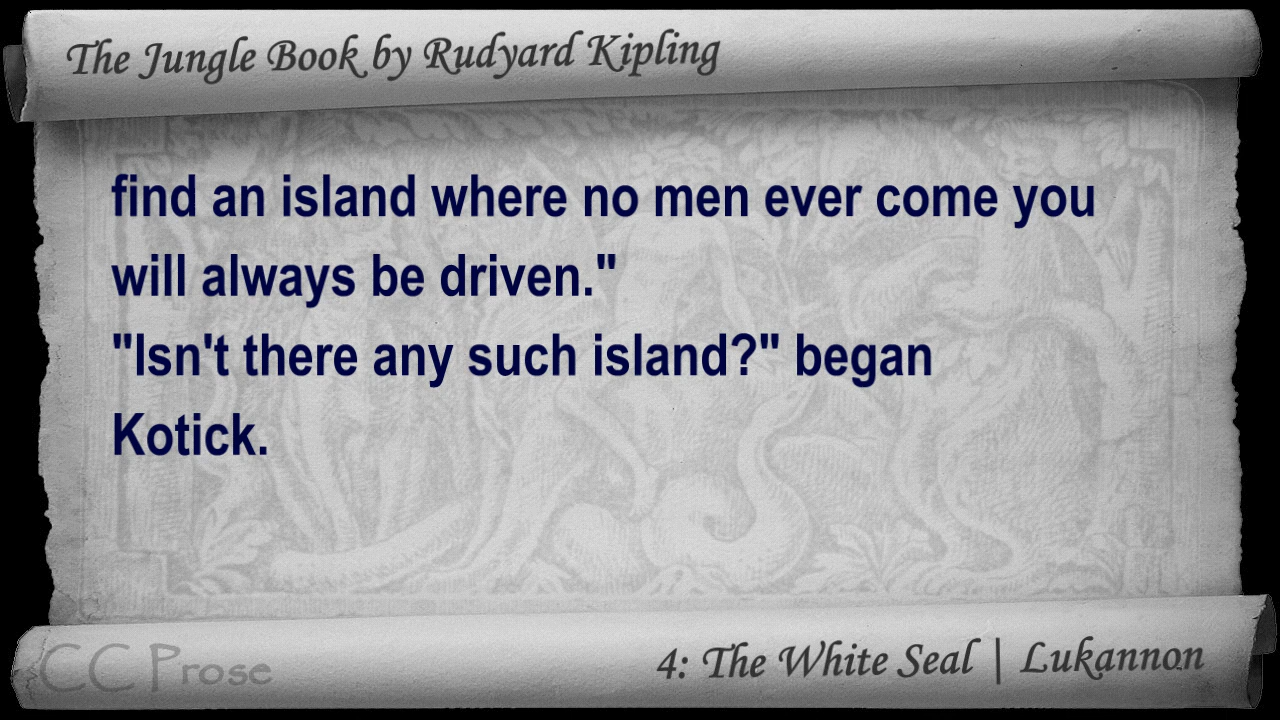 The Jungle Book by Rudyard Kipling
find an island where no men ever come you
will always be driven."
"Isn't there any such island?" began
Kotick.
CC Prose
4: The White Seal | Lukannon